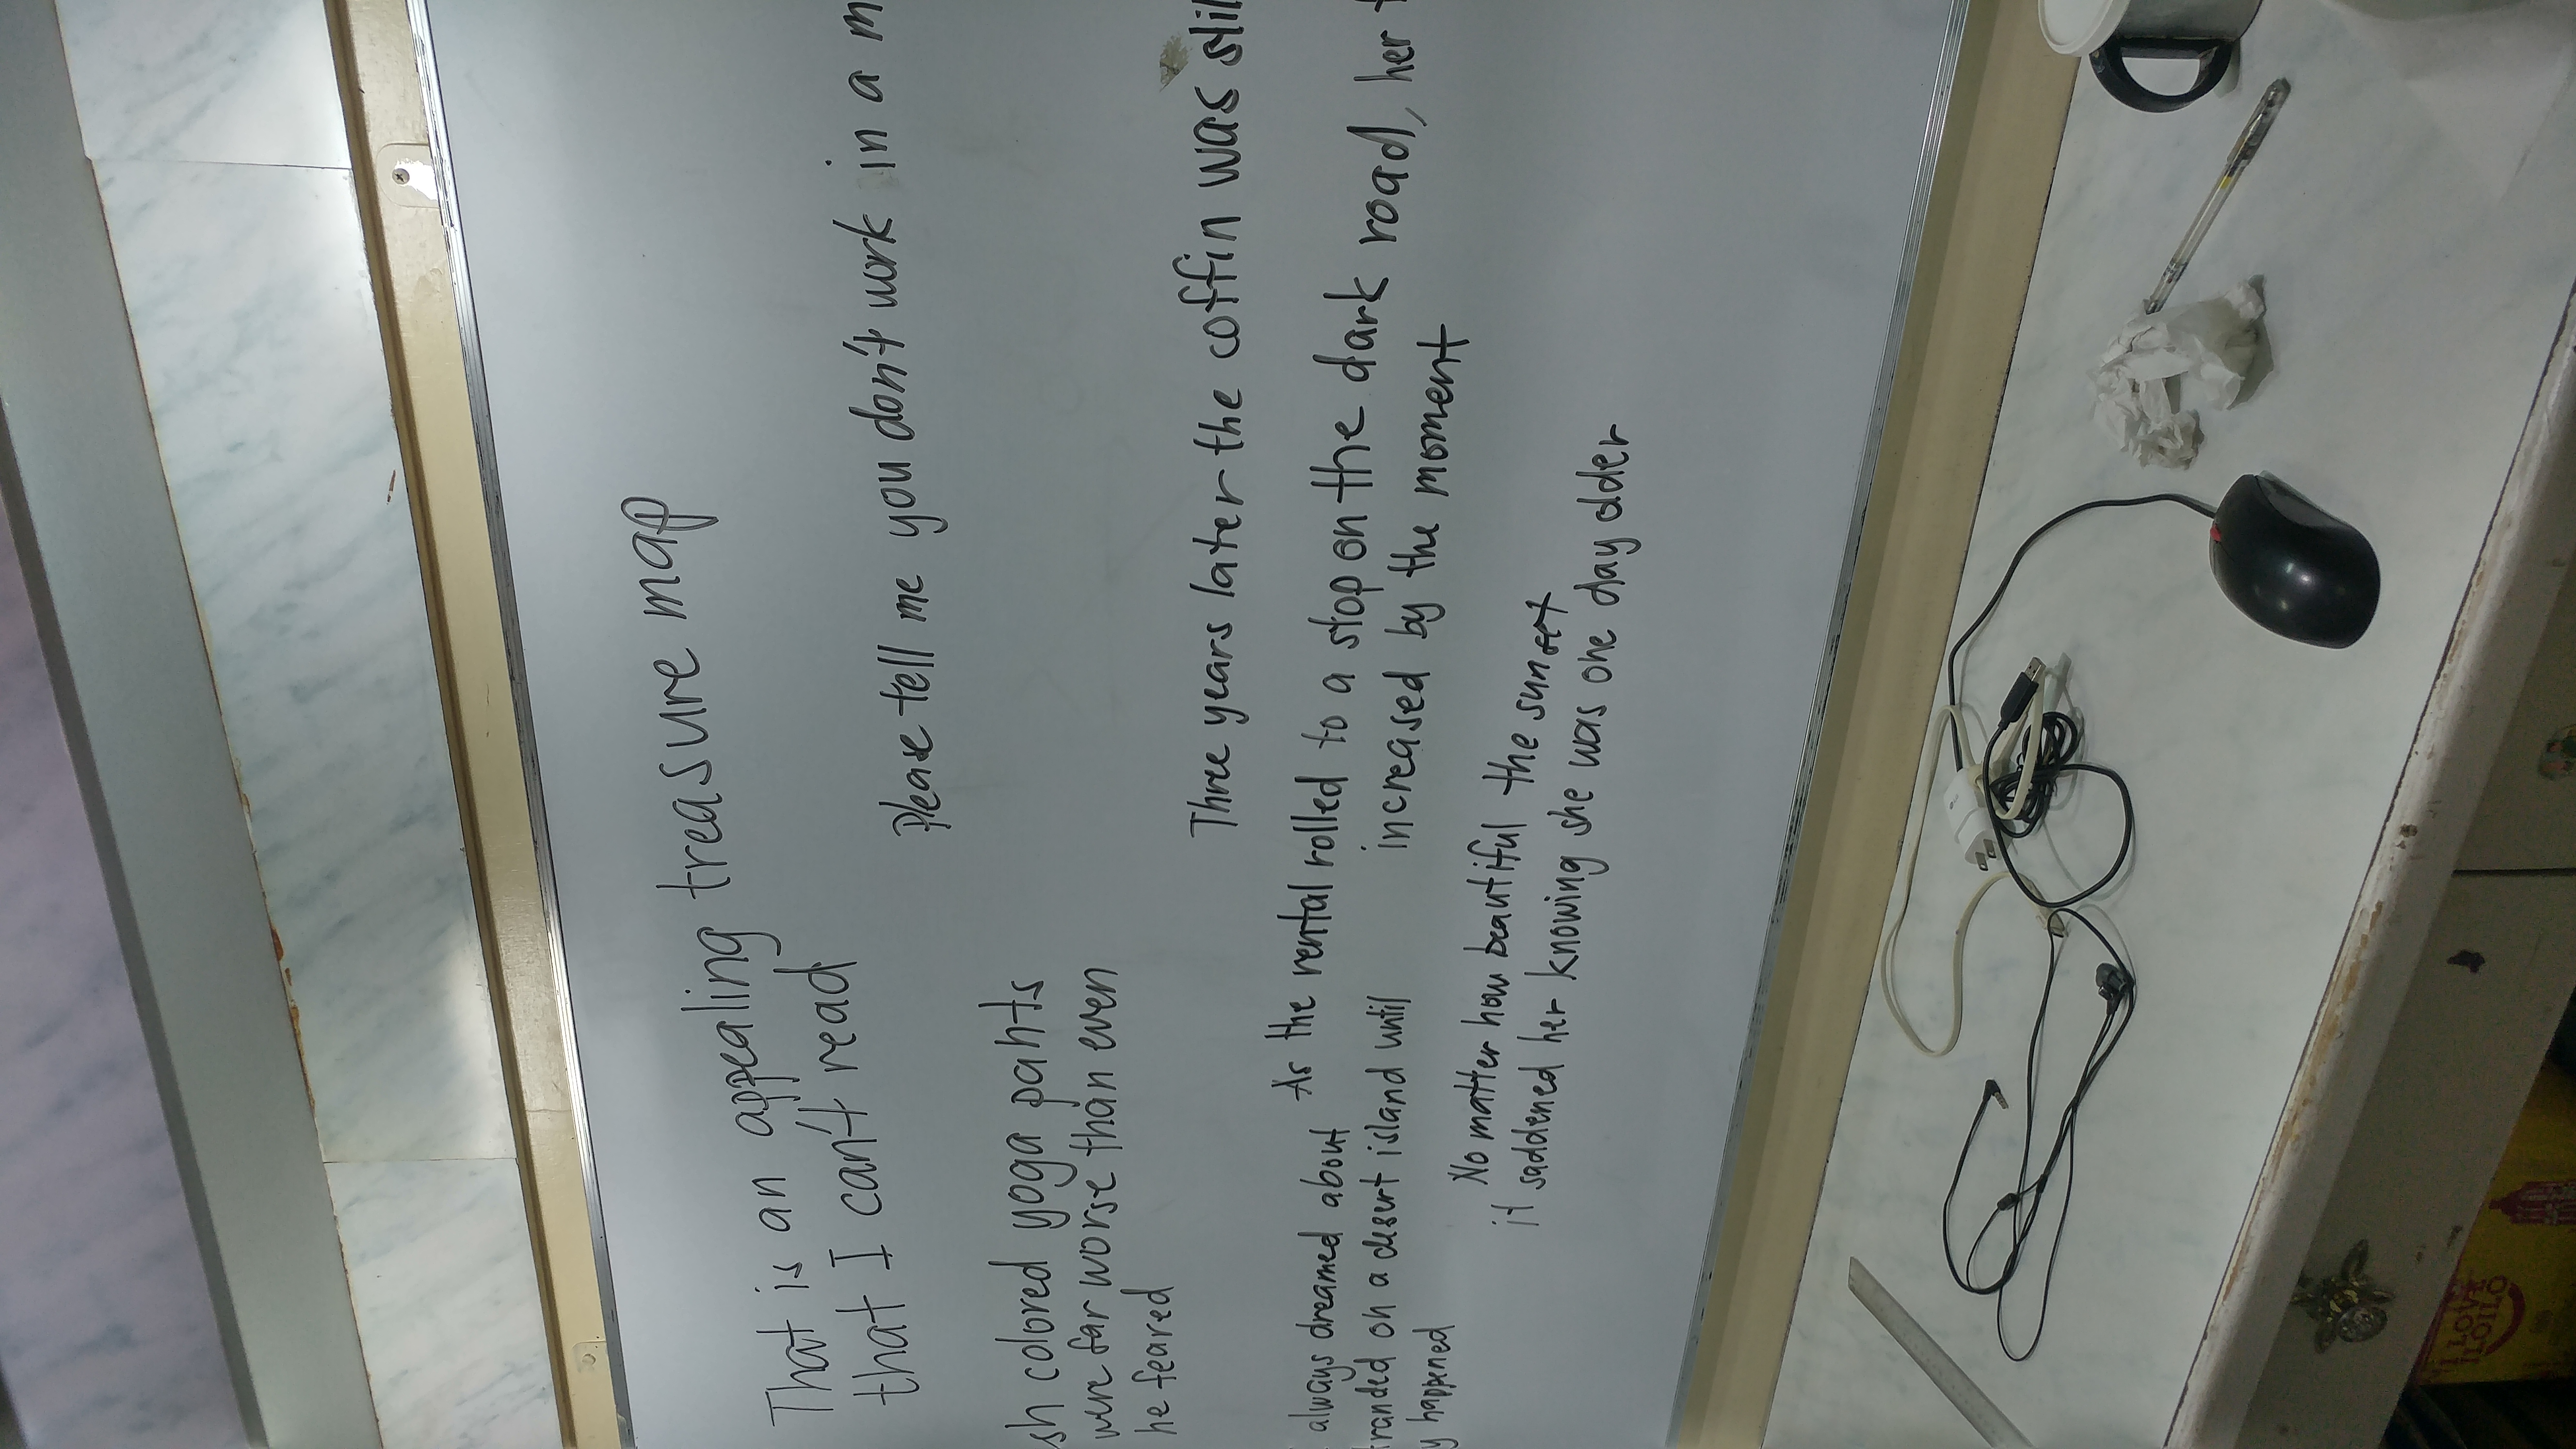 That is an appealing treasure map
that I can't read
Please tell me you don't work in a m
sh colored yoga pants
were far worse than even
he feared
Three years later the coffin was stil
always dreamed about
tranded on a desert island until
y happened
As the rental rolled to a stop on the dark road, her
increased by the moment
No matter how beautiful the sunset
it saddened her knowing she was one day older
I LOVE
ILOILO